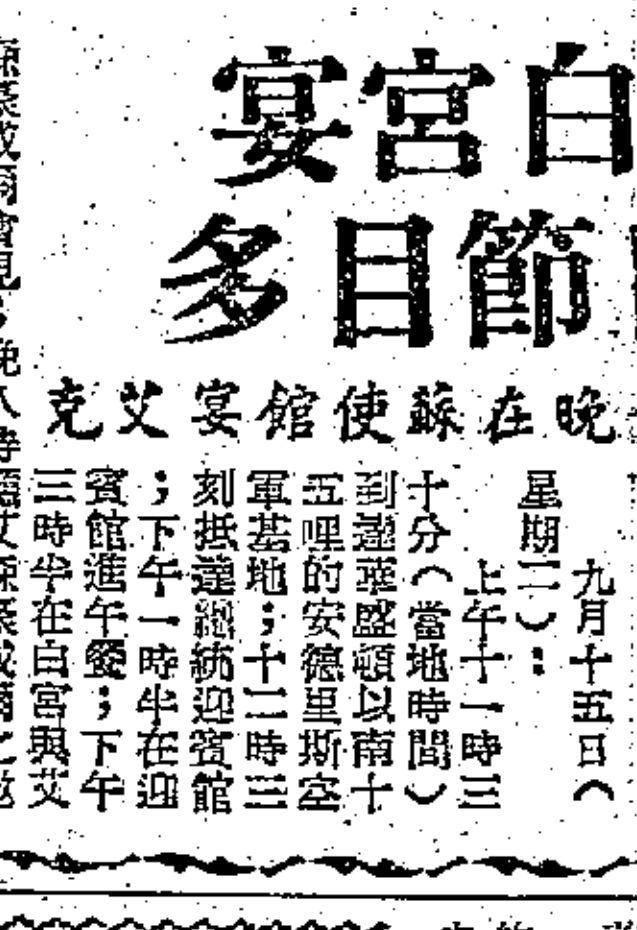 白宮宴
節目多
晚在蘇使館宴艾克
九月十五日（
星期二）：
上午十一時三
十分（當地時間）
到達華盛頓以南十
五哩的安德里斯空
軍基地；十二時三
刻抵達總統迎賓館
；下午一時半在迎
賓館進午餐；下午
三時半在白宮與艾